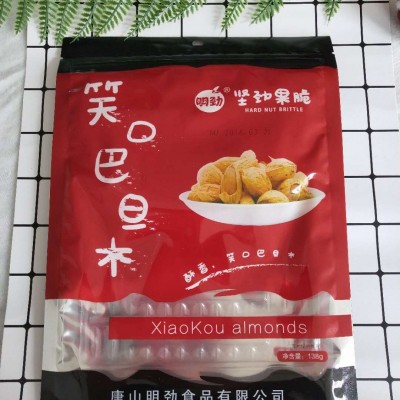 明劲® 坚劲果脆
HARD NUT BRITTLE
笑口巴旦木
酥香,笑口巴旦木
XiaoKou almonds
净含量:138g
唐山明劲食品有限公司